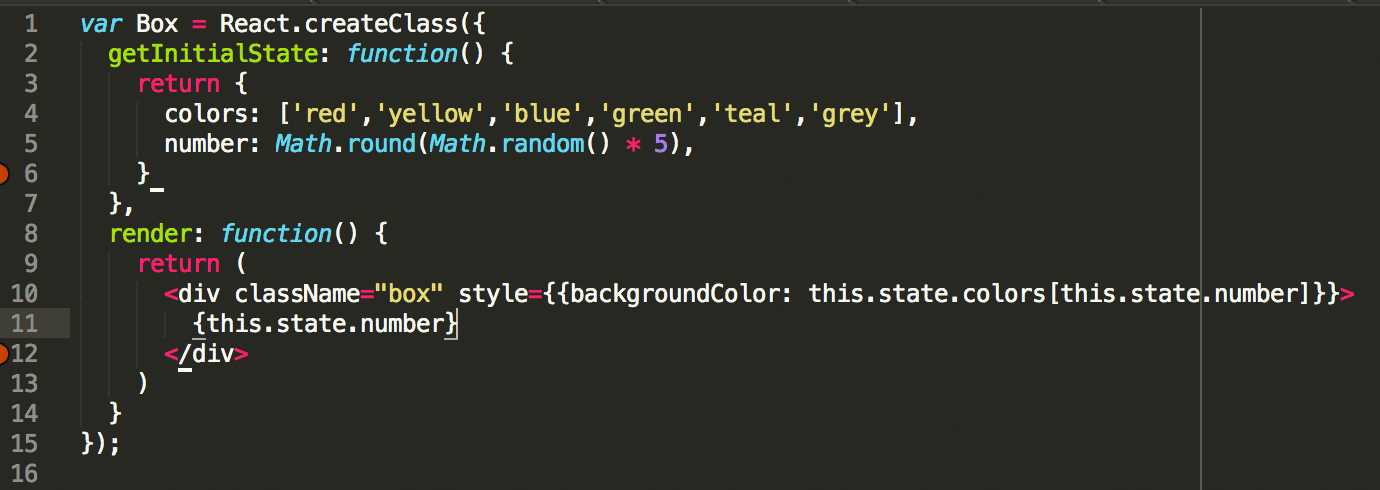 1 var Box = React.createClass({
2 getInitialState: function() {
3 return {
4 colors: ['red','yellow','blue','green','teal','grey'],
5 number: Math.round(Math.random() * 5),
6 }
7 },
8 render: function() {
9 return (
10 <div className="box" style={{backgroundColor: this.state.colors[this.state.number]}}>
11 {this.state.number}
12 </div>
13 )
14 }
15 });
16